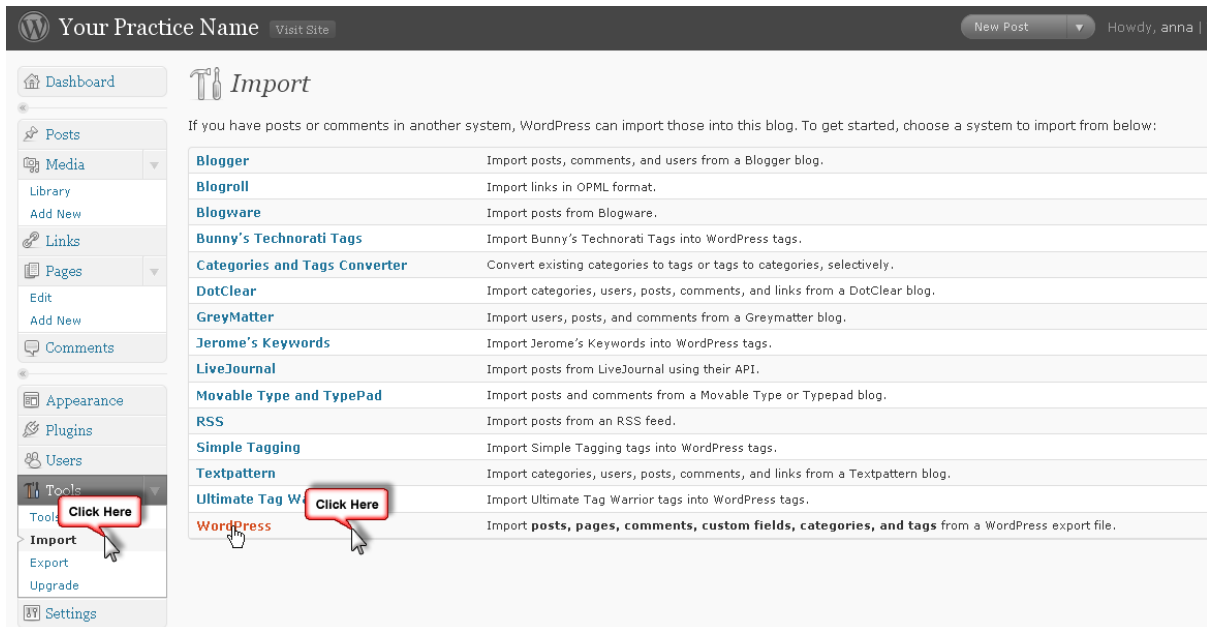 Your Practice Name Visit Site New Post Howdy, anna |
Dashboard
Posts
Media
Library
Add New
Links
Pages
Edit
Add New
Comments
Appearance
Plugins
Users
Tools
Click Here
Tools
Import
Export
Upgrade
Settings
Import
If you have posts or comments in another system, WordPress can import those into this blog. To get started, choose a system to import from below:
Blogger Import posts, comments, and users from a Blogger blog.
Blogroll Import links in OPML format.
Blogware Import posts from Blogware.
Bunny's Technorati Tags Import Bunny's Technorati Tags into WordPress tags.
Categories and Tags Converter Convert existing categories to tags or tags to categories, selectively.
DotClear Import categories, users, posts, comments, and links from a DotClear blog.
GreyMatter Import users, posts, and comments from a Greymatter blog.
Jerome's Keywords Import Jerome's Keywords into WordPress tags.
LiveJournal Import posts from LiveJournal using their API.
Movable Type and TypePad Import posts and comments from a Movable Type or Typepad blog.
RSS Import posts from an RSS feed.
Simple Tagging Import Simple Tagging tags into WordPress tags.
Textpattern Import categories, users, posts, comments, and links from a Textpattern blog.
Ultimate Tag Import Ultimate Tag Warrior tags into WordPress tags.
Click Here
WordPress Import posts, pages, comments, custom fields, categories, and tags from a WordPress export file.